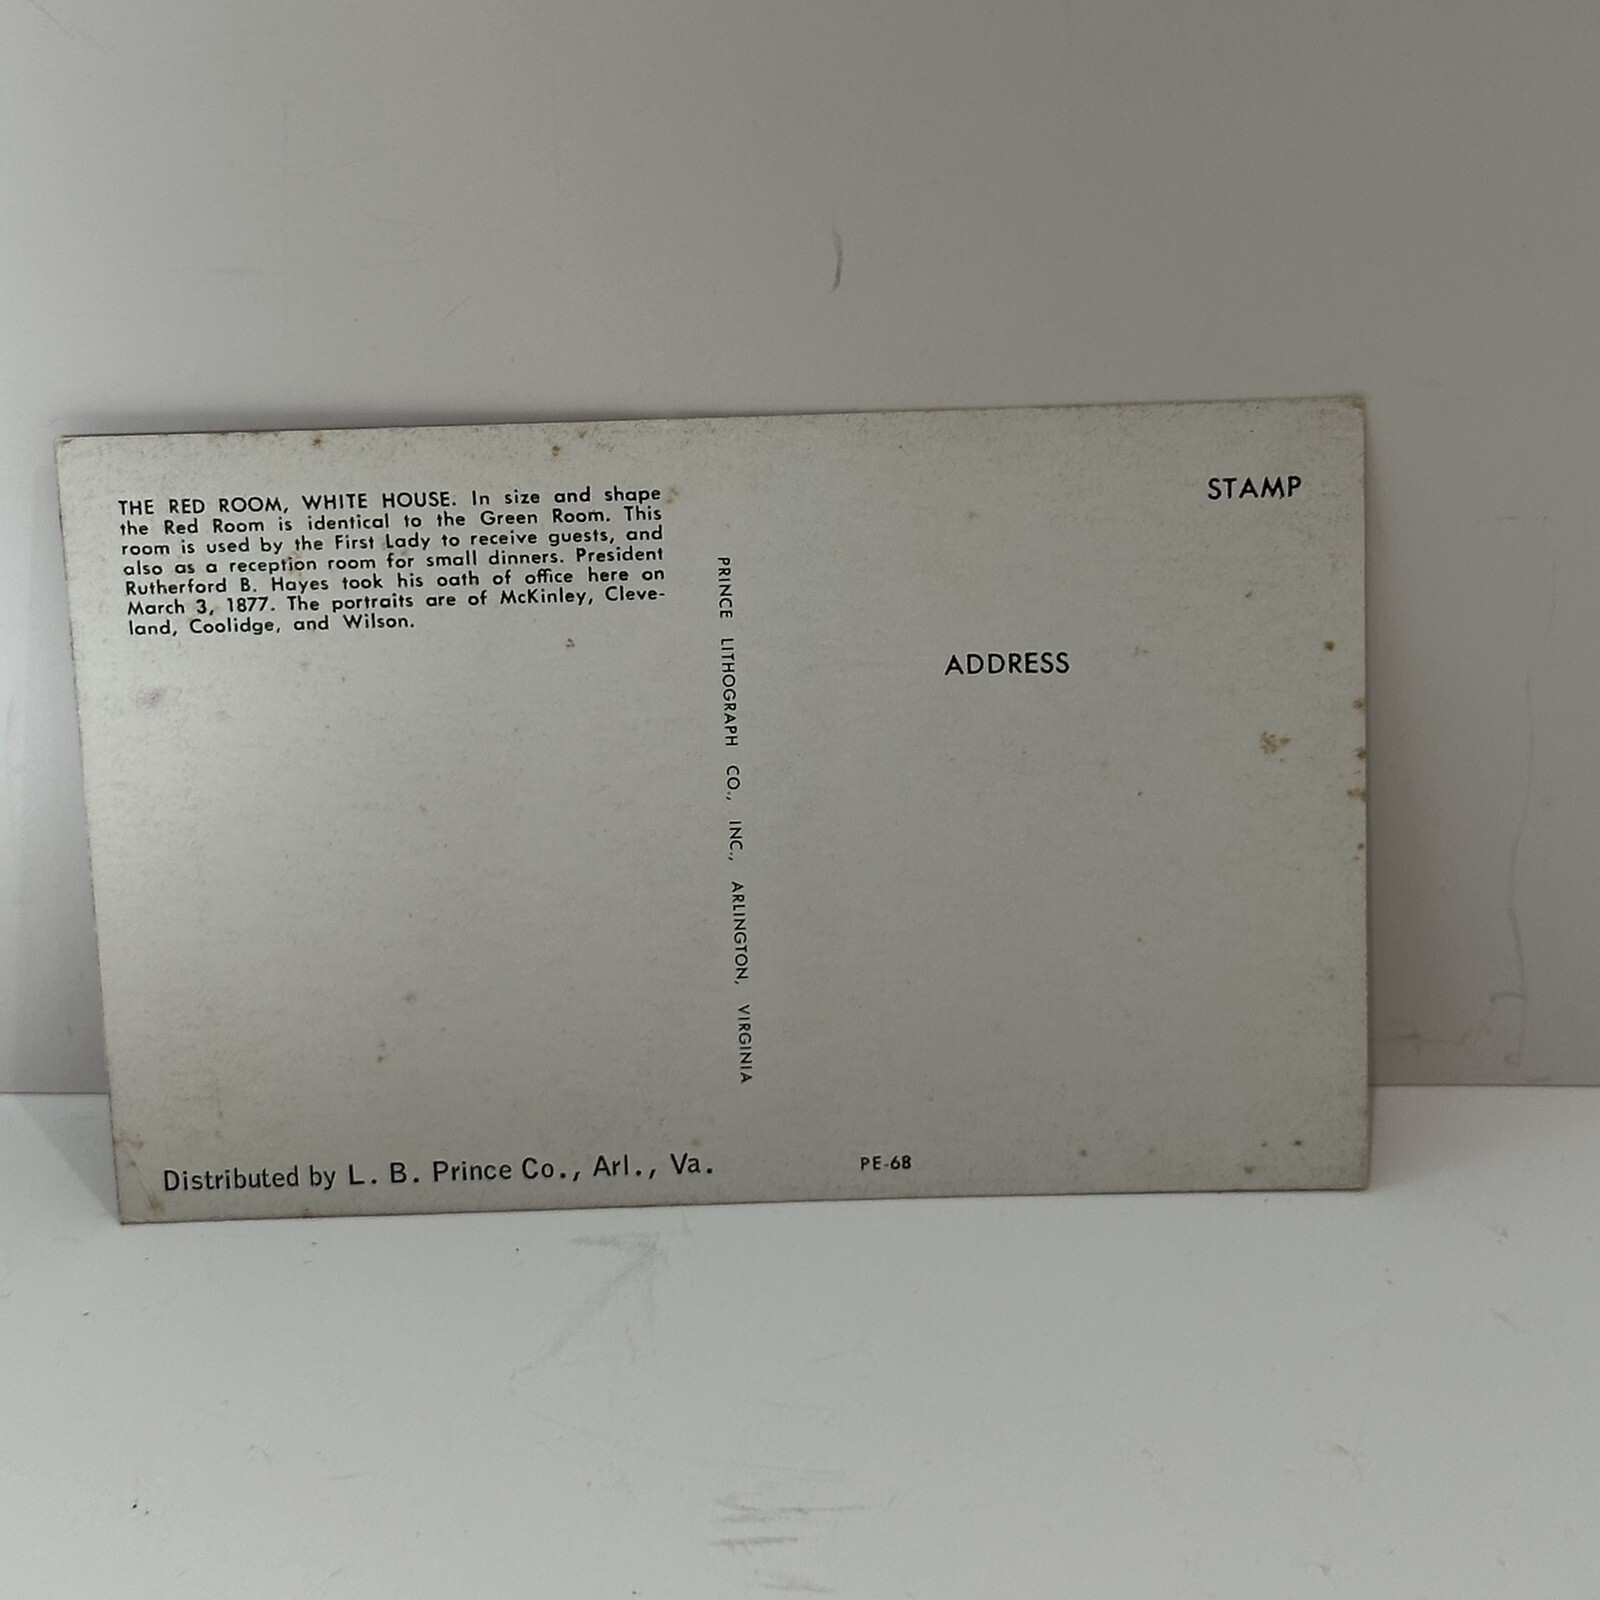 THE RED ROOM, WHITE HOUSE. In size and shape
the Red Room is identical to the Green Room. This
room is used by the First Lady to receive guests, and
also as a reception room for small dinners. President
Rutherford B. Hayes took his oath of office here on
March 3, 1877. The portraits are of McKinley, Cleve-
land, Coolidge, and Wilson.
PRINCE LITHOGRAPH CO., INC., ARLINGTON, VIRGINIA
STAMP
ADDRESS
Distributed by L. B. Prince Co., Arl., Va.
PE-68